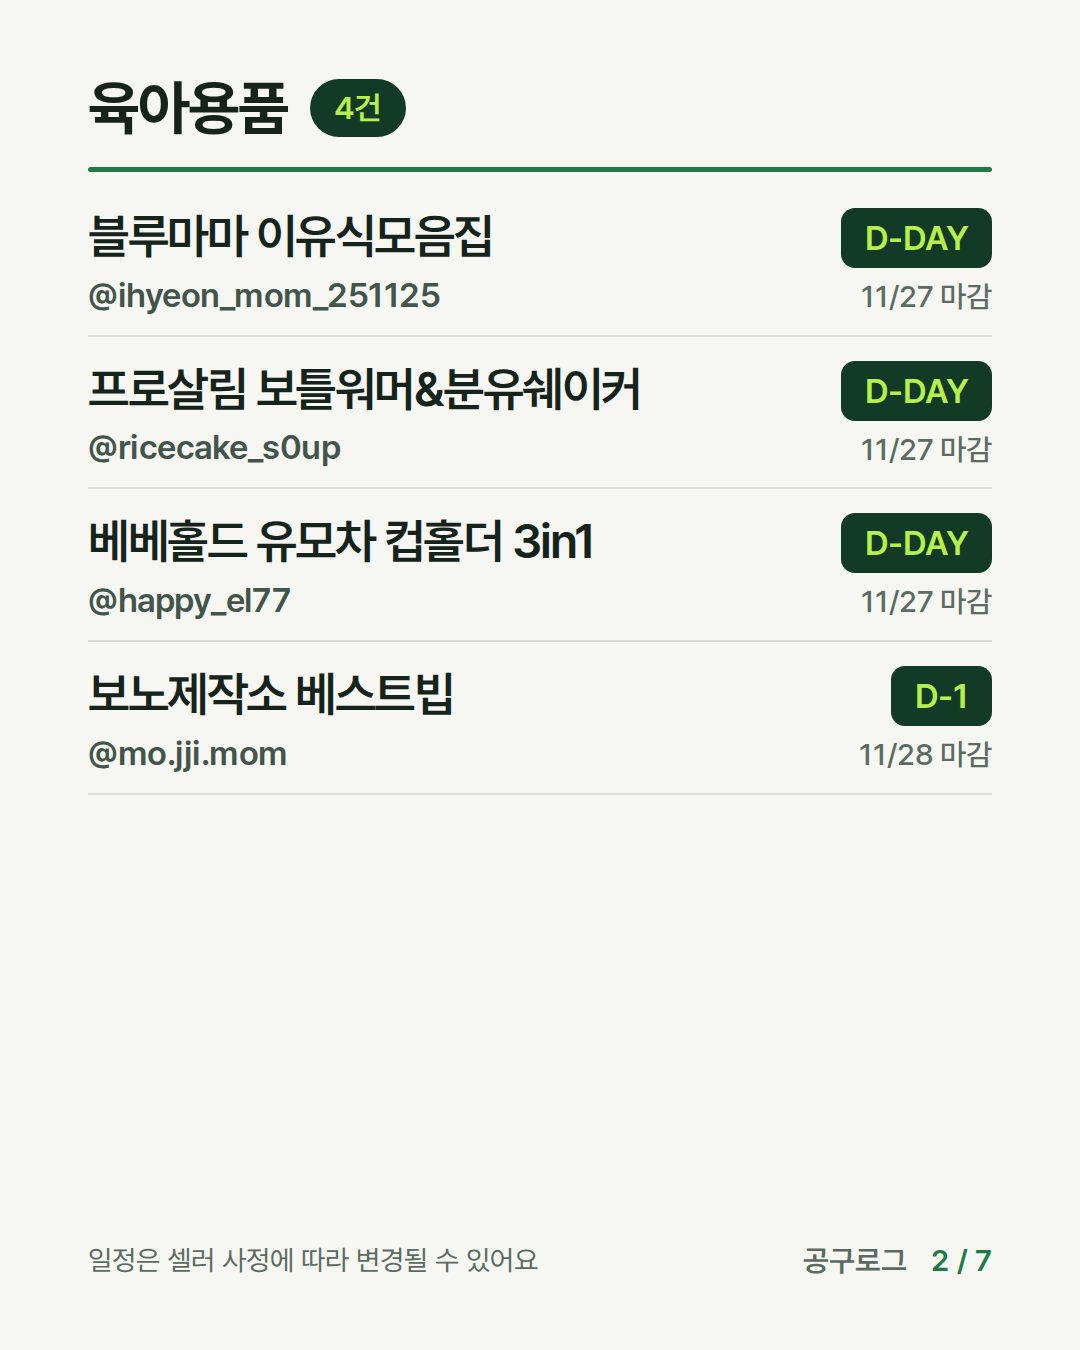 육아용품 4건
블루마마 이유식모음집 D-DAY
@ihyeon_mom_251125 11/27 마감
프로살림 보틀워머&분유쉐이커 D-DAY
@ricecake_s0up 11/27 마감
베베홀드 유모차 컵홀더 3in1 D-DAY
@happy_el77 11/27 마감
보노제작소 베스트빕 D-1
@mo.jji.mom 11/28 마감
일정은 셀러 사정에 따라 변경될 수 있어요 공구로그 2 / 7